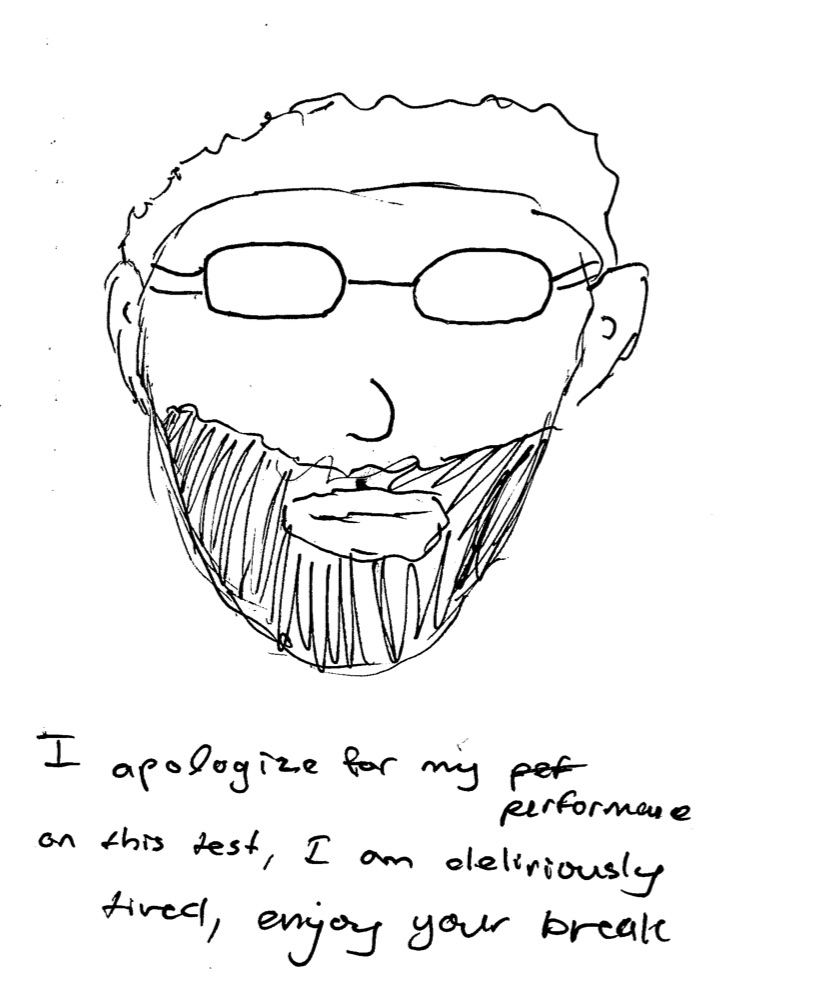 I apologize for my pef
performance
on this test, I am deliriously
tired, enjoy your break